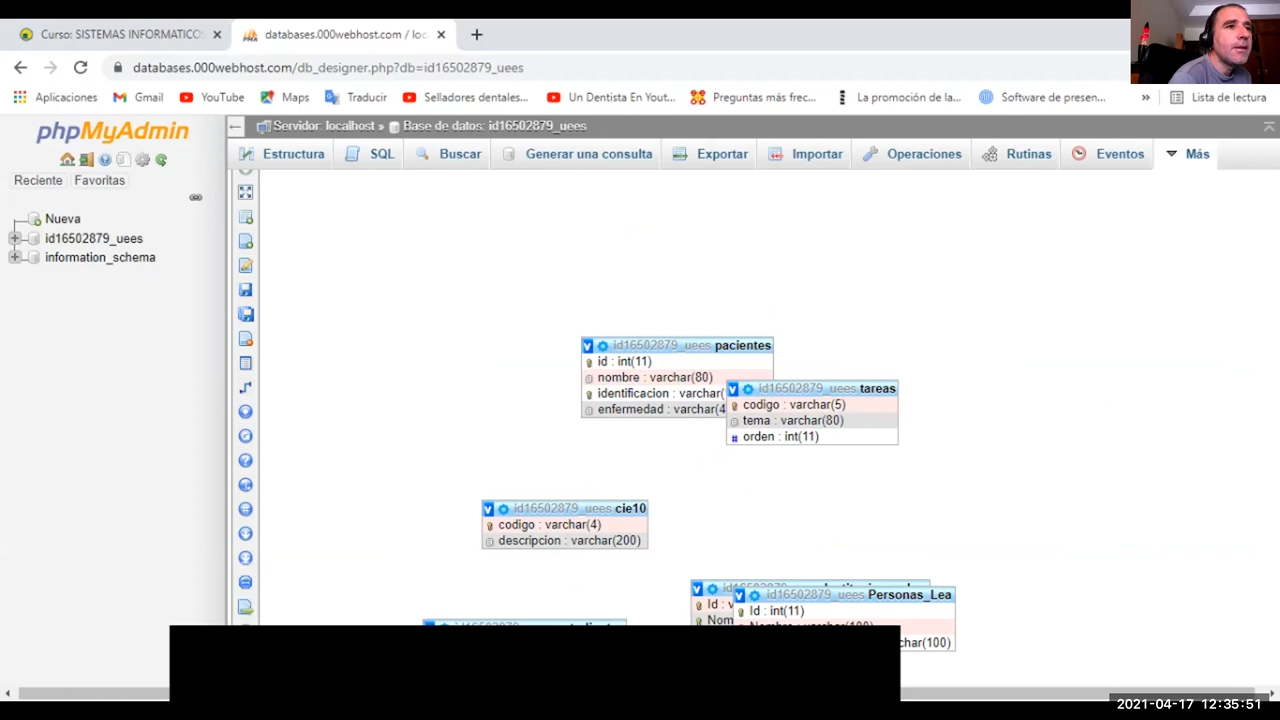 Curso: SISTEMAS INFORMATICOS
databases.000webhost.com / loc
databases.000webhost.com/db_designer.php?db=id16502879_uees
Aplicaciones
Gmail
YouTube
Maps
Traducir
Selladores dentales...
Un Dentista En Yout...
Preguntas más frec...
La promoción de la...
Software de presen...
»
Lista de lectura
phpMyAdmin
Servidor: localhost » Base de datos: id16502879_uees
Estructura
SQL
Buscar
Generar una consulta
Exportar
Importar
Operaciones
Rutinas
Eventos
Más
Reciente
Favoritas
Nueva
id16502879_uees
information_schema
id16502879_uees pacientes
id : int(11)
nombre : varchar(80)
identificacion : varchar(
enfermedad : varchar(4
id16502879_uees tareas
codigo : varchar(5)
tema : varchar(80)
orden : int(11)
id16502879_uees cie10
codigo : varchar(4)
descripcion : varchar(200)
Id : v
Nom
id16502879_uees Personas_Lea
Id : int(11)
char(100)
2021-04-17 12:35:51